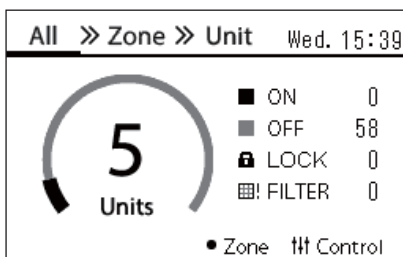 All » Zone » Unit Wed. 15:39
5
Units
ON 0
OFF 58
LOCK 0
! FILTER 0
Zone Control